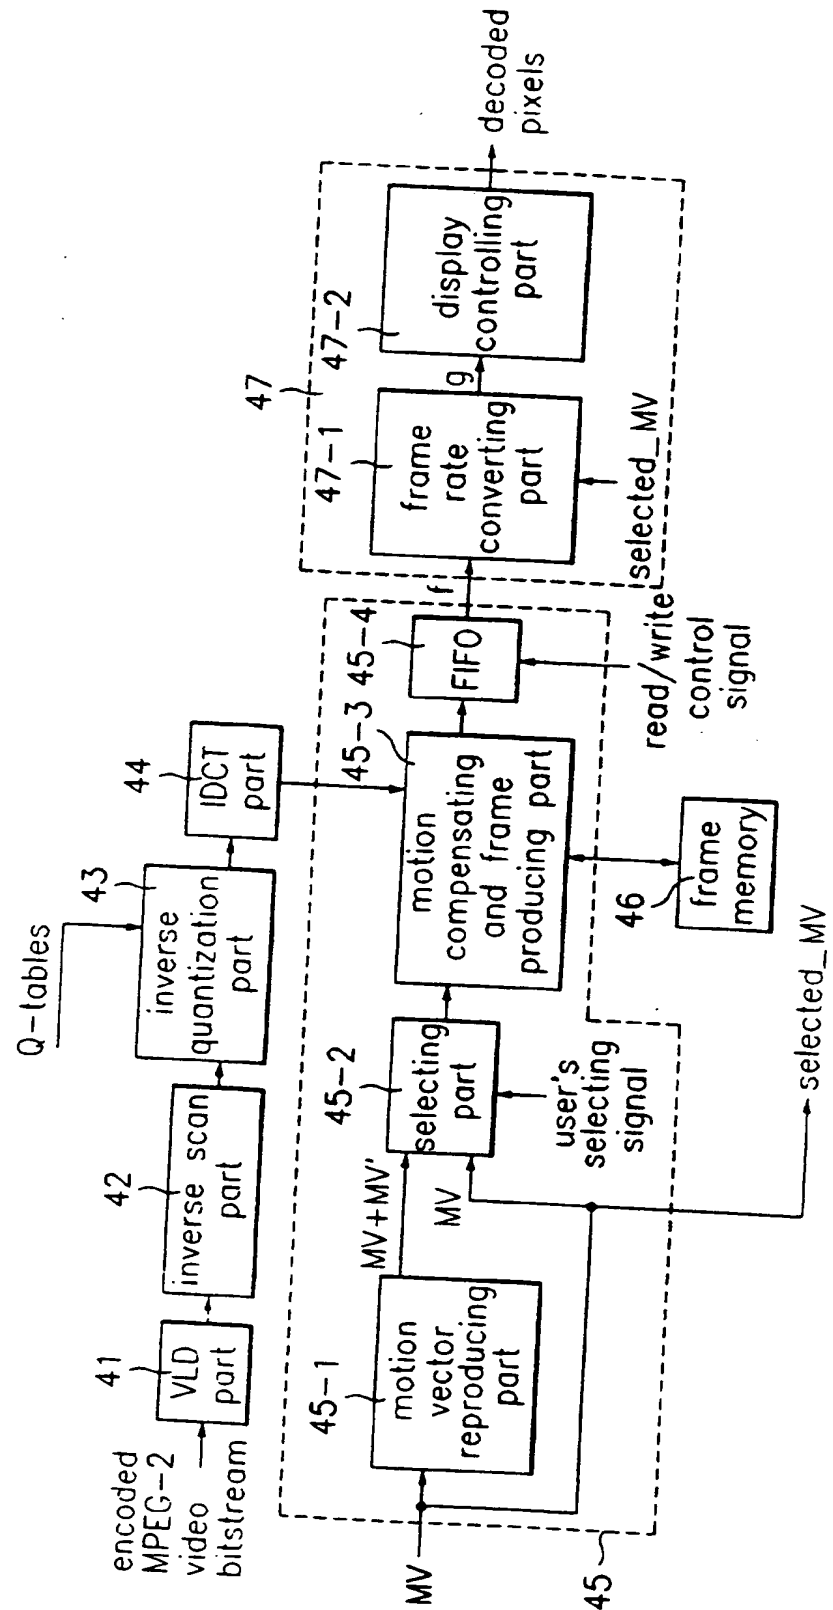 encoded
MPEG-2
video
bitstream
41
VLD
part
42
inverse scan
part
Q-tables
43
inverse
quantization
part
44
IDCT
part
MV
45
45-1
motion
vector
reproducing
part
MV+MV'
MV
45-2
selecting
part
user's
selecting
signal
selected_MV
45-3
motion
compensating
and frame
producing part
46
frame
memory
45-4
FIFO
read/write
control
signal
f
47
47-1
frame
rate
converting
part
selected_MV
g
47-2
display
controlling
part
decoded
pixels